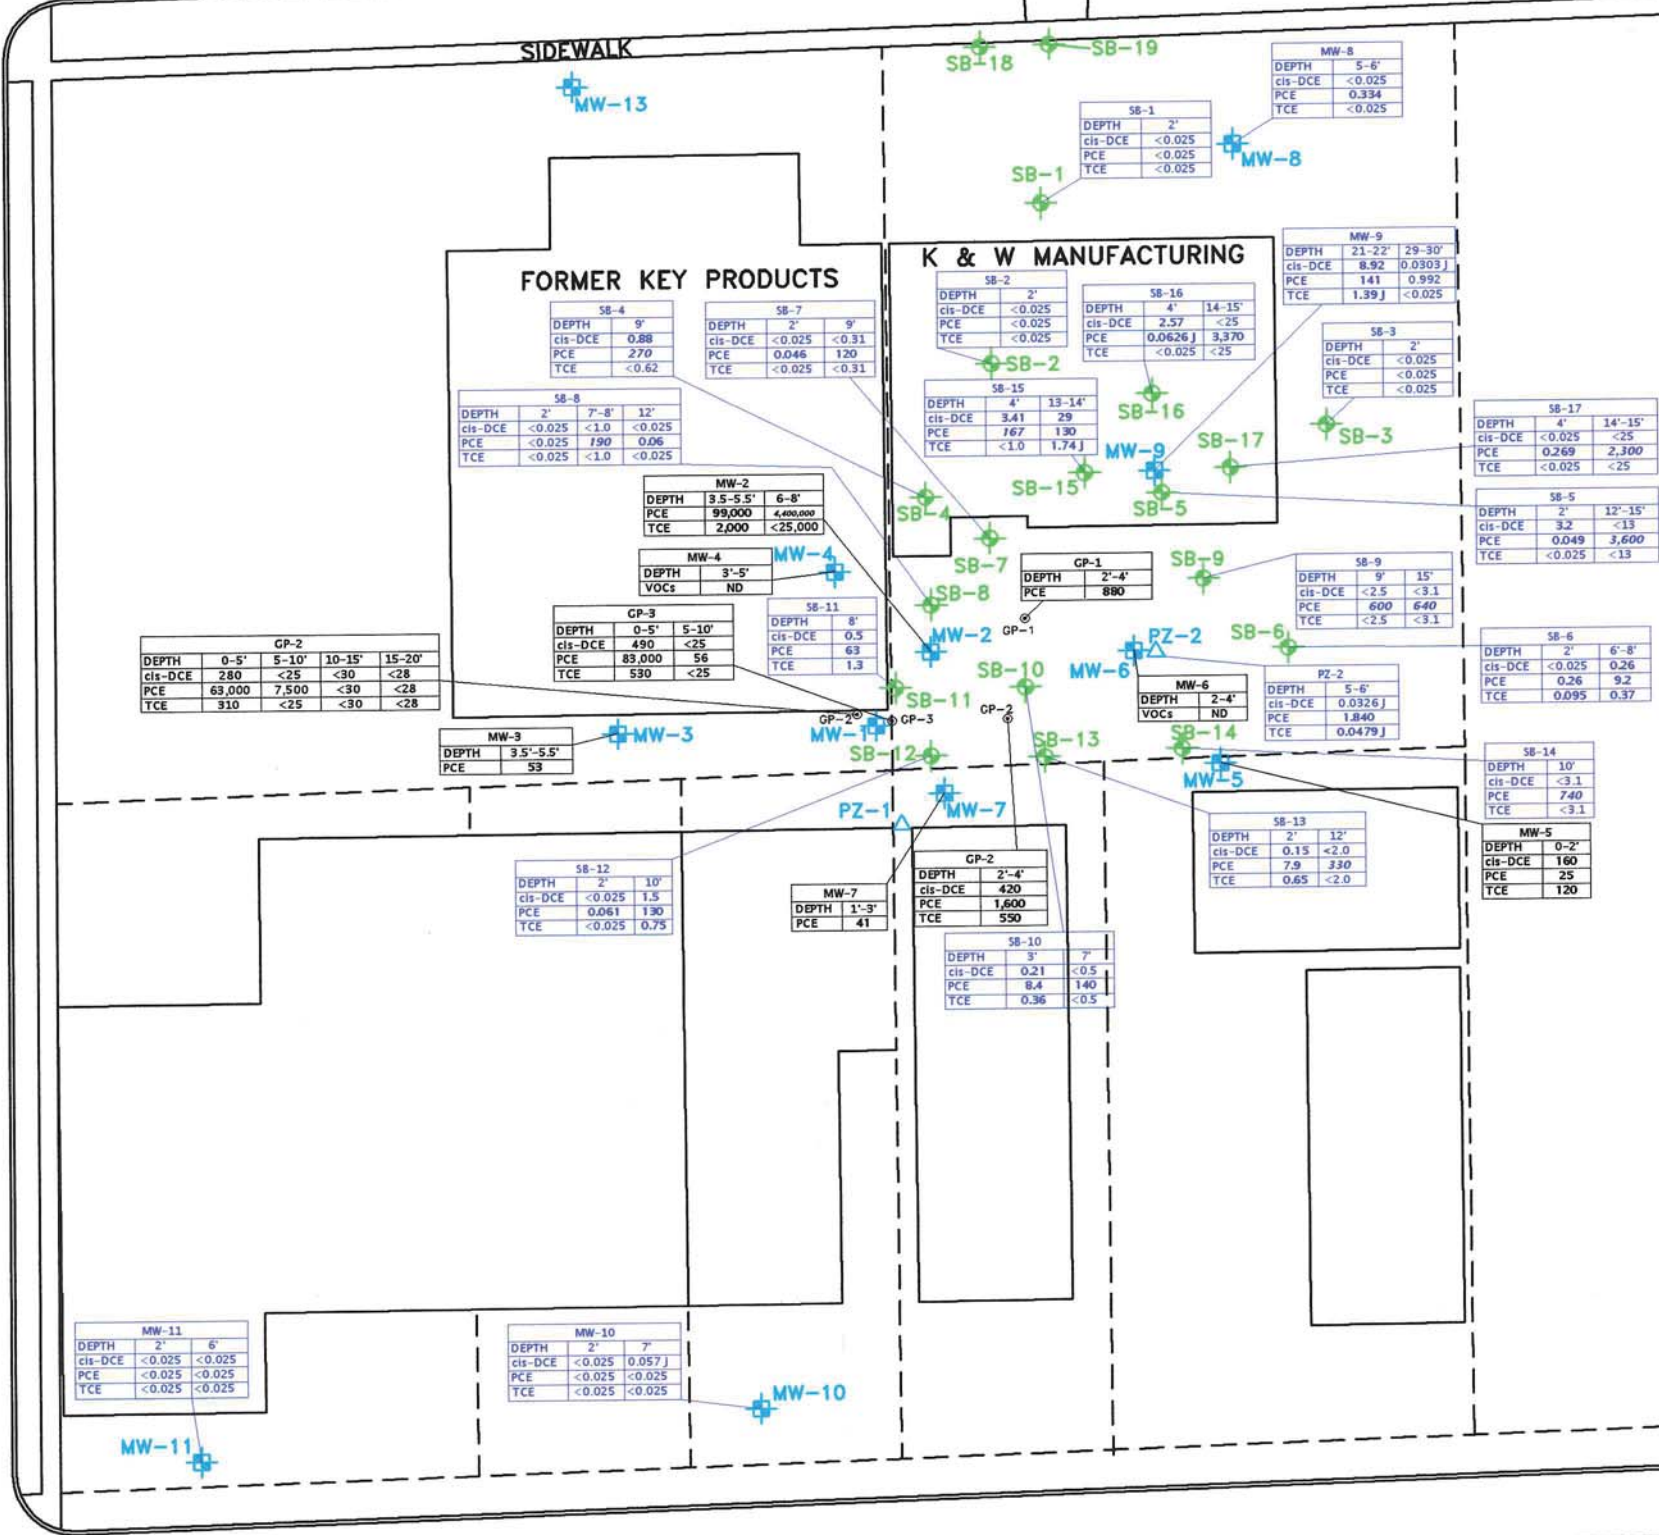 SIDEWALK
SB-18
SB-19
MW-13
MW-8
DEPTH 5-6'
cis-DCE <0.025
PCE 0.334
TCE <0.025
MW-8
SB-1
DEPTH 2'
cis-DCE <0.025
PCE <0.025
TCE <0.025
SB-1
FORMER KEY PRODUCTS
K & W MANUFACTURING
MW-9
DEPTH 21-22' 29-30'
cis-DCE 8.92 0.0303 J
PCE 141 0.992
TCE 1.39 J <0.025
SB-2
DEPTH 2'
cis-DCE <0.025
PCE <0.025
TCE <0.025
SB-2
SB-16
DEPTH 4' 14-15'
cis-DCE 2.57 <25
PCE 0.0626 J 3,370
TCE <0.025 <25
SB-16
SB-4
DEPTH 9'
cis-DCE 0.88
PCE 270
TCE <0.62
SB-7
DEPTH 2' 9'
cis-DCE <0.025 <0.31
PCE 0.046 120
TCE <0.025 <0.31
SB-3
DEPTH 2'
cis-DCE <0.025
PCE <0.025
TCE <0.025
SB-3
SB-8
DEPTH 2' 7'-8' 12'
cis-DCE <0.025 <1.0 <0.025
PCE <0.025 190 0.06
TCE <0.025 <1.0 <0.025
SB-15
DEPTH 4' 13-14'
cis-DCE 3.41 29
PCE 167 130
TCE <1.0 1.74 J
SB-15
MW-9
SB-17
SB-5
SB-17
DEPTH 4' 14'-15'
cis-DCE <0.025 <25
PCE 0.269 2,300
TCE <0.025 <25
SB-5
DEPTH 2' 12'-15'
cis-DCE 3.2 <13
PCE 0.049 3,600
TCE <0.025 <13
MW-2
DEPTH 3.5-5.5' 6-8'
PCE 99,000 4,400,000
TCE 2,000 <25,000
SB-4
SB-7
MW-4
DEPTH 3'-5'
VOCs ND
MW-4
SB-8
GP-1
DEPTH 2'-4'
PCE 880
GP-1
SB-9
SB-9
DEPTH 9' 15'
cis-DCE <2.5 <3.1
PCE 600 640
TCE <2.5 <3.1
GP-3
DEPTH 0-5' 5-10'
cis-DCE 490 <25
PCE 83,000 56
TCE 530 <25
SB-11
DEPTH 8'
cis-DCE 0.5
PCE 63
TCE 1.3
MW-2
PZ-2
MW-6
SB-6
SB-6
DEPTH 2' 6'-8'
cis-DCE <0.025 0.26
PCE 0.26 9.2
TCE 0.095 0.37
GP-2
DEPTH 0-5' 5-10' 10-15' 15-20'
cis-DCE 280 <25 <30 <28
PCE 63,000 7,500 <30 <28
TCE 310 <25 <30 <28
SB-10
SB-11
MW-6
DEPTH 2-4'
VOCs ND
PZ-2
DEPTH 5-6'
cis-DCE 0.0326 J
PCE 1.840
TCE 0.0479 J
GP-2
GP-3
GP-2
MW-1
MW-3
DEPTH 3.5'-5.5'
PCE 53
MW-3
SB-12
SB-13
SB-14
MW-5
SB-14
DEPTH 10'
cis-DCE <3.1
PCE 740
TCE <3.1
PZ-1
MW-7
SB-13
DEPTH 2' 12'
cis-DCE 0.15 <2.0
PCE 7.9 330
TCE 0.65 <2.0
MW-5
DEPTH 0-2'
cis-DCE 160
PCE 25
TCE 120
SB-12
DEPTH 2' 10'
cis-DCE <0.025 1.5
PCE 0.061 130
TCE <0.025 0.75
MW-7
DEPTH 1'-3'
PCE 41
GP-2
DEPTH 2'-4'
cis-DCE 420
PCE 1,600
TCE 550
SB-10
DEPTH 3' 7'
cis-DCE 0.21 <0.5
PCE 8.4 140
TCE 0.36 <0.5
MW-11
DEPTH 2' 6'
cis-DCE <0.025 <0.025
PCE <0.025 <0.025
TCE <0.025 <0.025
MW-11
MW-10
DEPTH 2' 7'
cis-DCE <0.025 0.057 J
PCE <0.025 <0.025
TCE <0.025 <0.025
MW-10